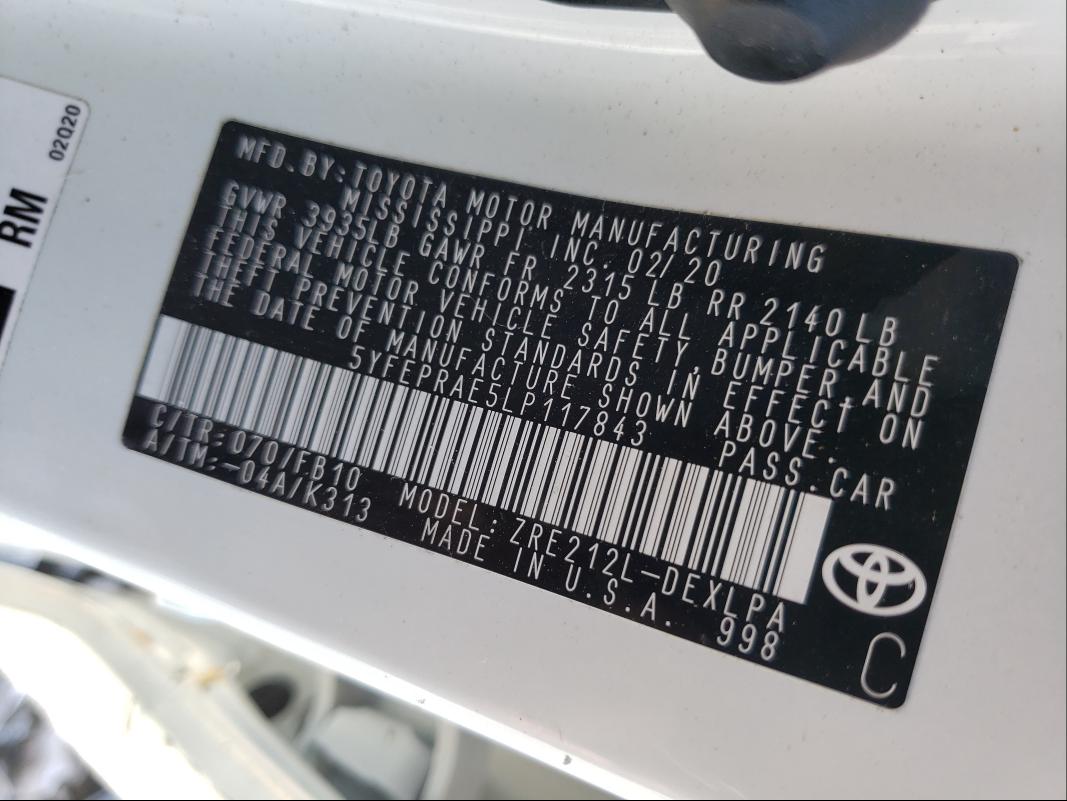 02020
RM
MFD.BY:TOYOTA MOTOR MANUFACTURING
MISSISSIPPI INC. 02/20
GVWR 3935LB GAWR FR 2315 LB RR 2140 LB
THIS VEHICLE CONFORMS TO ALL APPLICABLE
FEDERAL MOTOR VEHICLE SAFETY,BUMPER,AND
THEFT PREVENTION STANDARDS IN EFFECT ON
THE DATE OF MANUFACTURE SHOWN ABOVE.
5YFEPRAE5LP117843 PASS.CAR
C/TR:070/FB10 MODEL:ZRE212L-DEXLPA
A/TM:-04A/K313 MADE IN U.S.A. 998
C